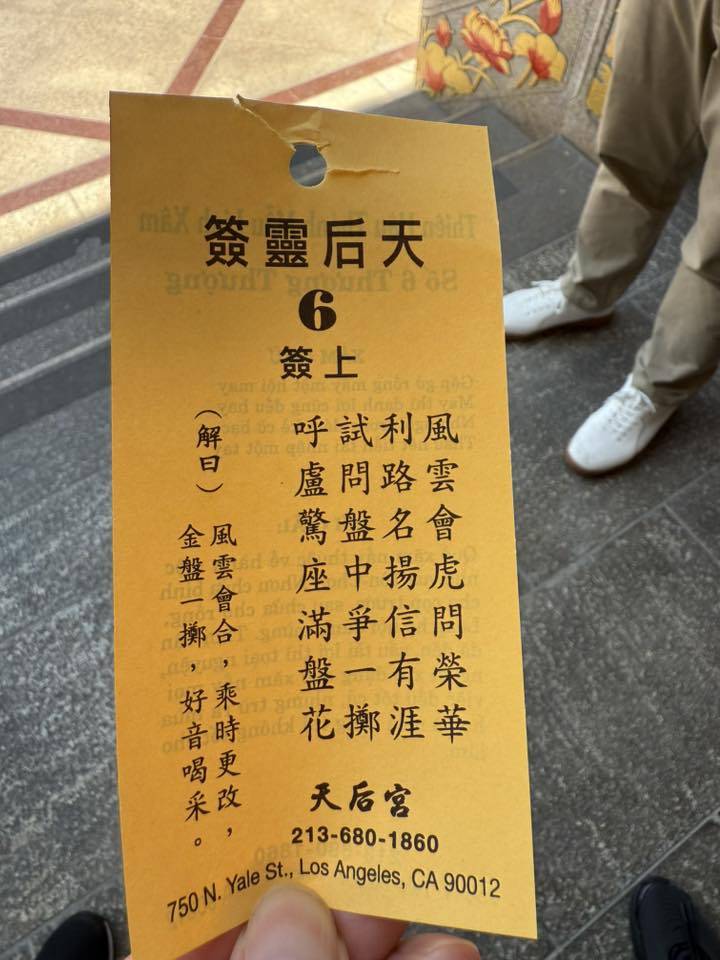 天后靈簽
6
上簽
風雲會虎問榮華
利路名揚信有涯
試問盤中爭一擲
呼盧驚座滿盤花
（解曰）
風雲會合，乘時更改，
金盤一擲，好音喝采。
天后宮
213-680-1860
750 N. Yale St., Los Angeles, CA 90012